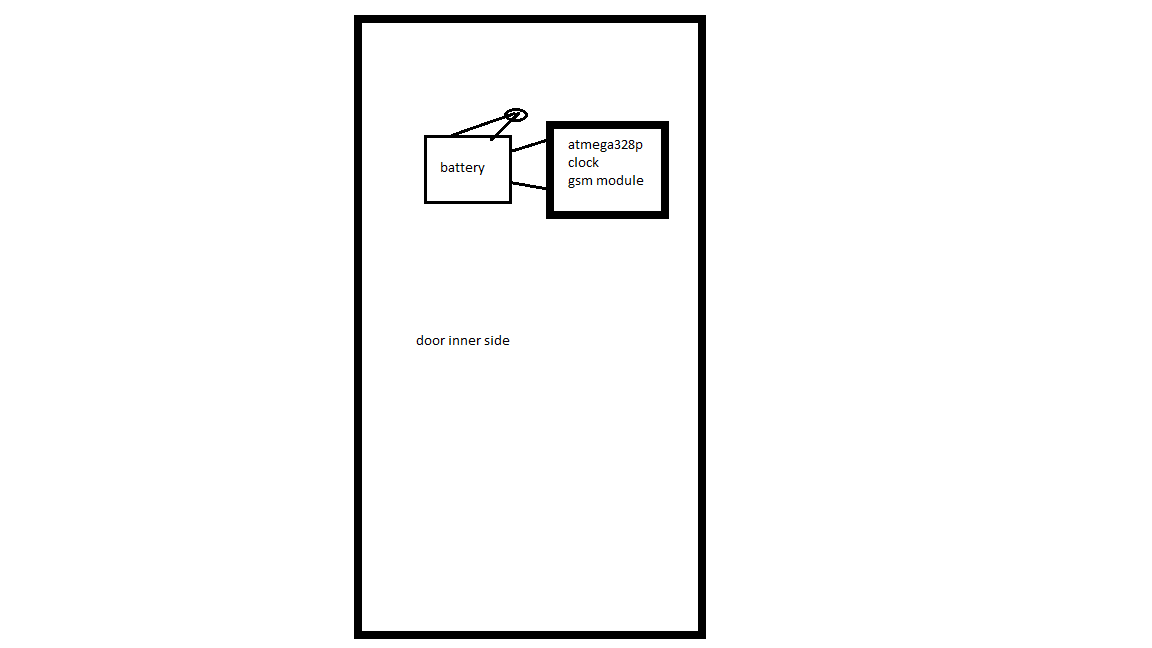 battery
atmega328p
clock
gsm module
door inner side